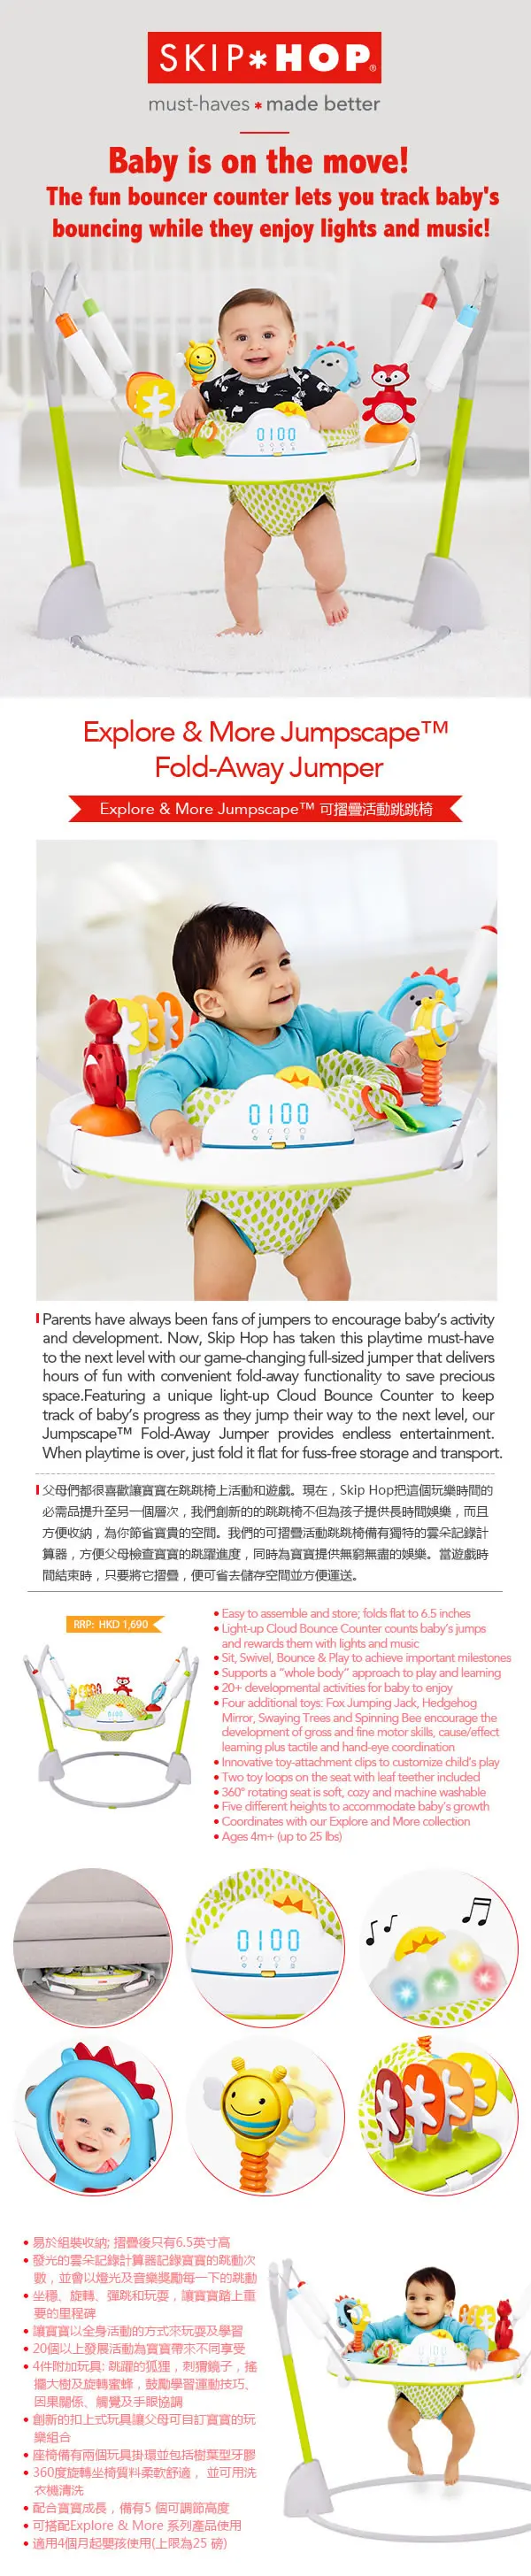 SKIP*HOP®
must-haves * made better
Baby is on the move!
The fun bouncer counter lets you track baby's
bouncing while they enjoy lights and music!
0100
Explore & More Jumpscape™
Fold-Away Jumper
Explore & More Jumpscape™ 可摺疊活動跳跳椅
0100
Parents have always been fans of jumpers to encourage baby's activity
and development. Now, Skip Hop has taken this playtime must-have
to the next level with our game-changing full-sized jumper that delivers
hours of fun with convenient fold-away functionality to save precious
space.Featuring a unique light-up Cloud Bounce Counter to keep
track of baby's progress as they jump their way to the next level, our
Jumpscape™ Fold-Away Jumper provides endless entertainment.
When playtime is over, just fold it flat for fuss-free storage and transport.
父母們都很喜歡讓寶寶在跳跳椅上活動和遊戲。現在，Skip Hop把這個玩樂時間的
必需品提升至另一個層次，我們創新的的跳跳椅不但為孩子提供長時間娛樂，而且
方便收納，為你節省寶貴的空間。我們的可摺疊活動跳跳椅備有獨特的雲朵記錄計
算器，方便父母檢查寶寶的跳躍進度，同時為寶寶提供無窮無盡的娛樂。當遊戲時
間結束時，只要將它摺疊，便可省去儲存空間並方便運送。
RRP: HKD 1,690
0100
• Easy to assemble and store; folds flat to 6.5 inches
• Light-up Cloud Bounce Counter counts baby's jumps
and rewards them with lights and music
• Sit, Swivel, Bounce & Play to achieve important milestones
• Supports a "whole body" approach to play and learning
• 20+ developmental activities for baby to enjoy
• Four additional toys: Fox Jumping Jack, Hedgehog
Mirror, Swaying Trees and Spinning Bee encourage the
development of gross and fine motor skills, cause/effect
learning plus tactile and hand-eye coordination
• Innovative toy-attachment clips to customize child's play
• Two toy loops on the seat with leaf teether included
• 360° rotating seat is soft, cozy and machine washable
• Five different heights to accommodate baby's growth
• Coordinates with our Explore and More collection
• Ages 4m+ (up to 25 lbs)
0100
• 易於組裝收納; 摺疊後只有6.5英寸高
• 發光的雲朵記錄計算器記錄寶寶的跳動次
數，並會以燈光及音樂獎勵每一下的跳動
• 坐穩、旋轉、彈跳和玩耍，讓寶寶踏上重
要的里程碑
• 讓寶寶以全身活動的方式來玩耍及學習
• 20個以上發展活動為寶寶帶來不同享受
• 4件附加玩具: 跳躍的狐狸，刺猬鏡子，搖
擺大樹及旋轉蜜蜂，鼓勵學習運動技巧、
因果關係、觸覺及手眼協調
• 創新的扣上式玩具讓父母可自訂寶寶的玩
樂組合
• 座椅備有兩個玩具掛環並包括樹葉型牙膠
• 360度旋轉坐椅質料柔軟舒適，並可用洗
衣機清洗
• 配合寶寶成長，備有5 個可調節高度
• 可搭配Explore & More 系列產品使用
• 適用4個月起嬰孩使用(上限為25 磅)